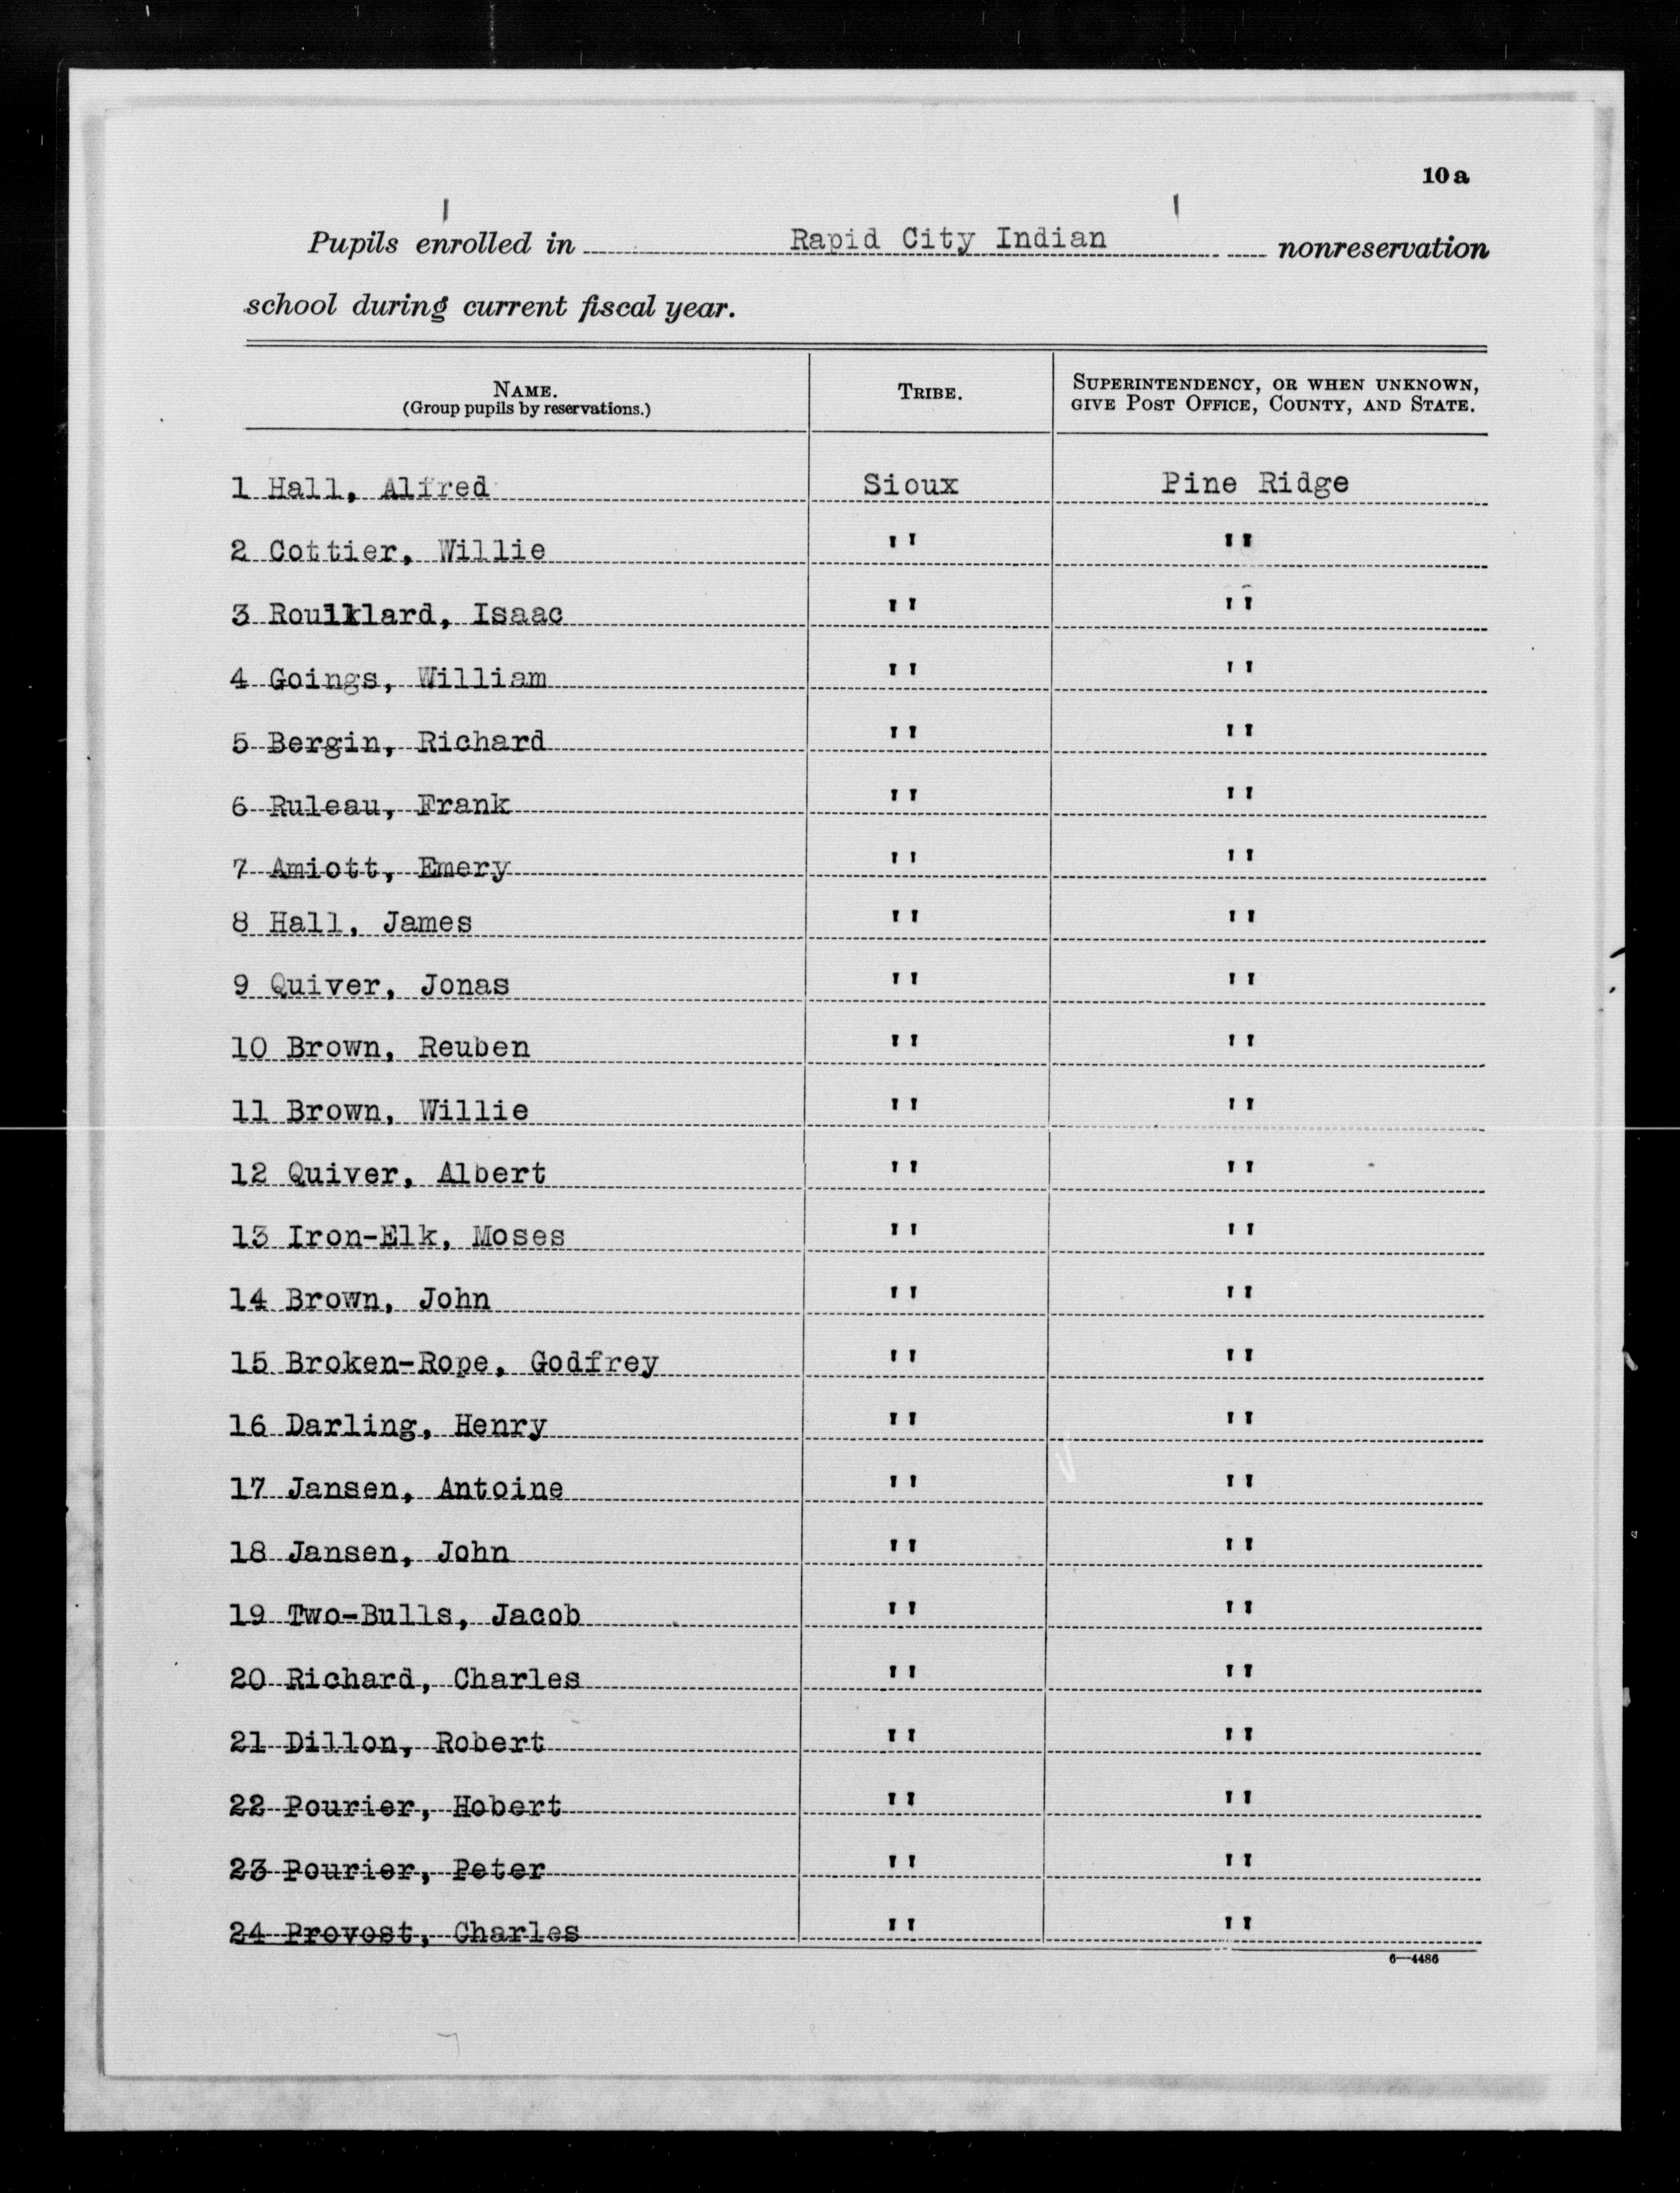 10a
Pupils enrolled in Rapid City Indian nonreservation
school during current fiscal year.
NAME.
(Group pupils by reservations.)
TRIBE.
SUPERINTENDENCY, OR WHEN UNKNOWN,
GIVE POST OFFICE, COUNTY, AND STATE.
1 Hall, Alfred Sioux Pine Ridge
2 Cottier, Willie " "
3 Roulklard, Isaac " "
4 Goings, William " "
5 Bergin, Richard " "
6 Ruleau, Frank " "
7 Amiott, Emery " "
8 Hall, James " "
9 Quiver, Jonas " "
10 Brown, Reuben " "
11 Brown, Willie " "
12 Quiver, Albert " "
13 Iron-Elk, Moses " "
14 Brown, John " "
15 Broken-Rope, Godfrey " "
16 Darling, Henry " "
17 Jansen, Antoine " "
18 Jansen, John " "
19 Two-Bulls, Jacob " "
20 Richard, Charles " "
21 Dillon, Robert " "
22 Pourier, Hobert " "
23 Pourier, Peter " "
24 Provost, Charles " "
6—4486